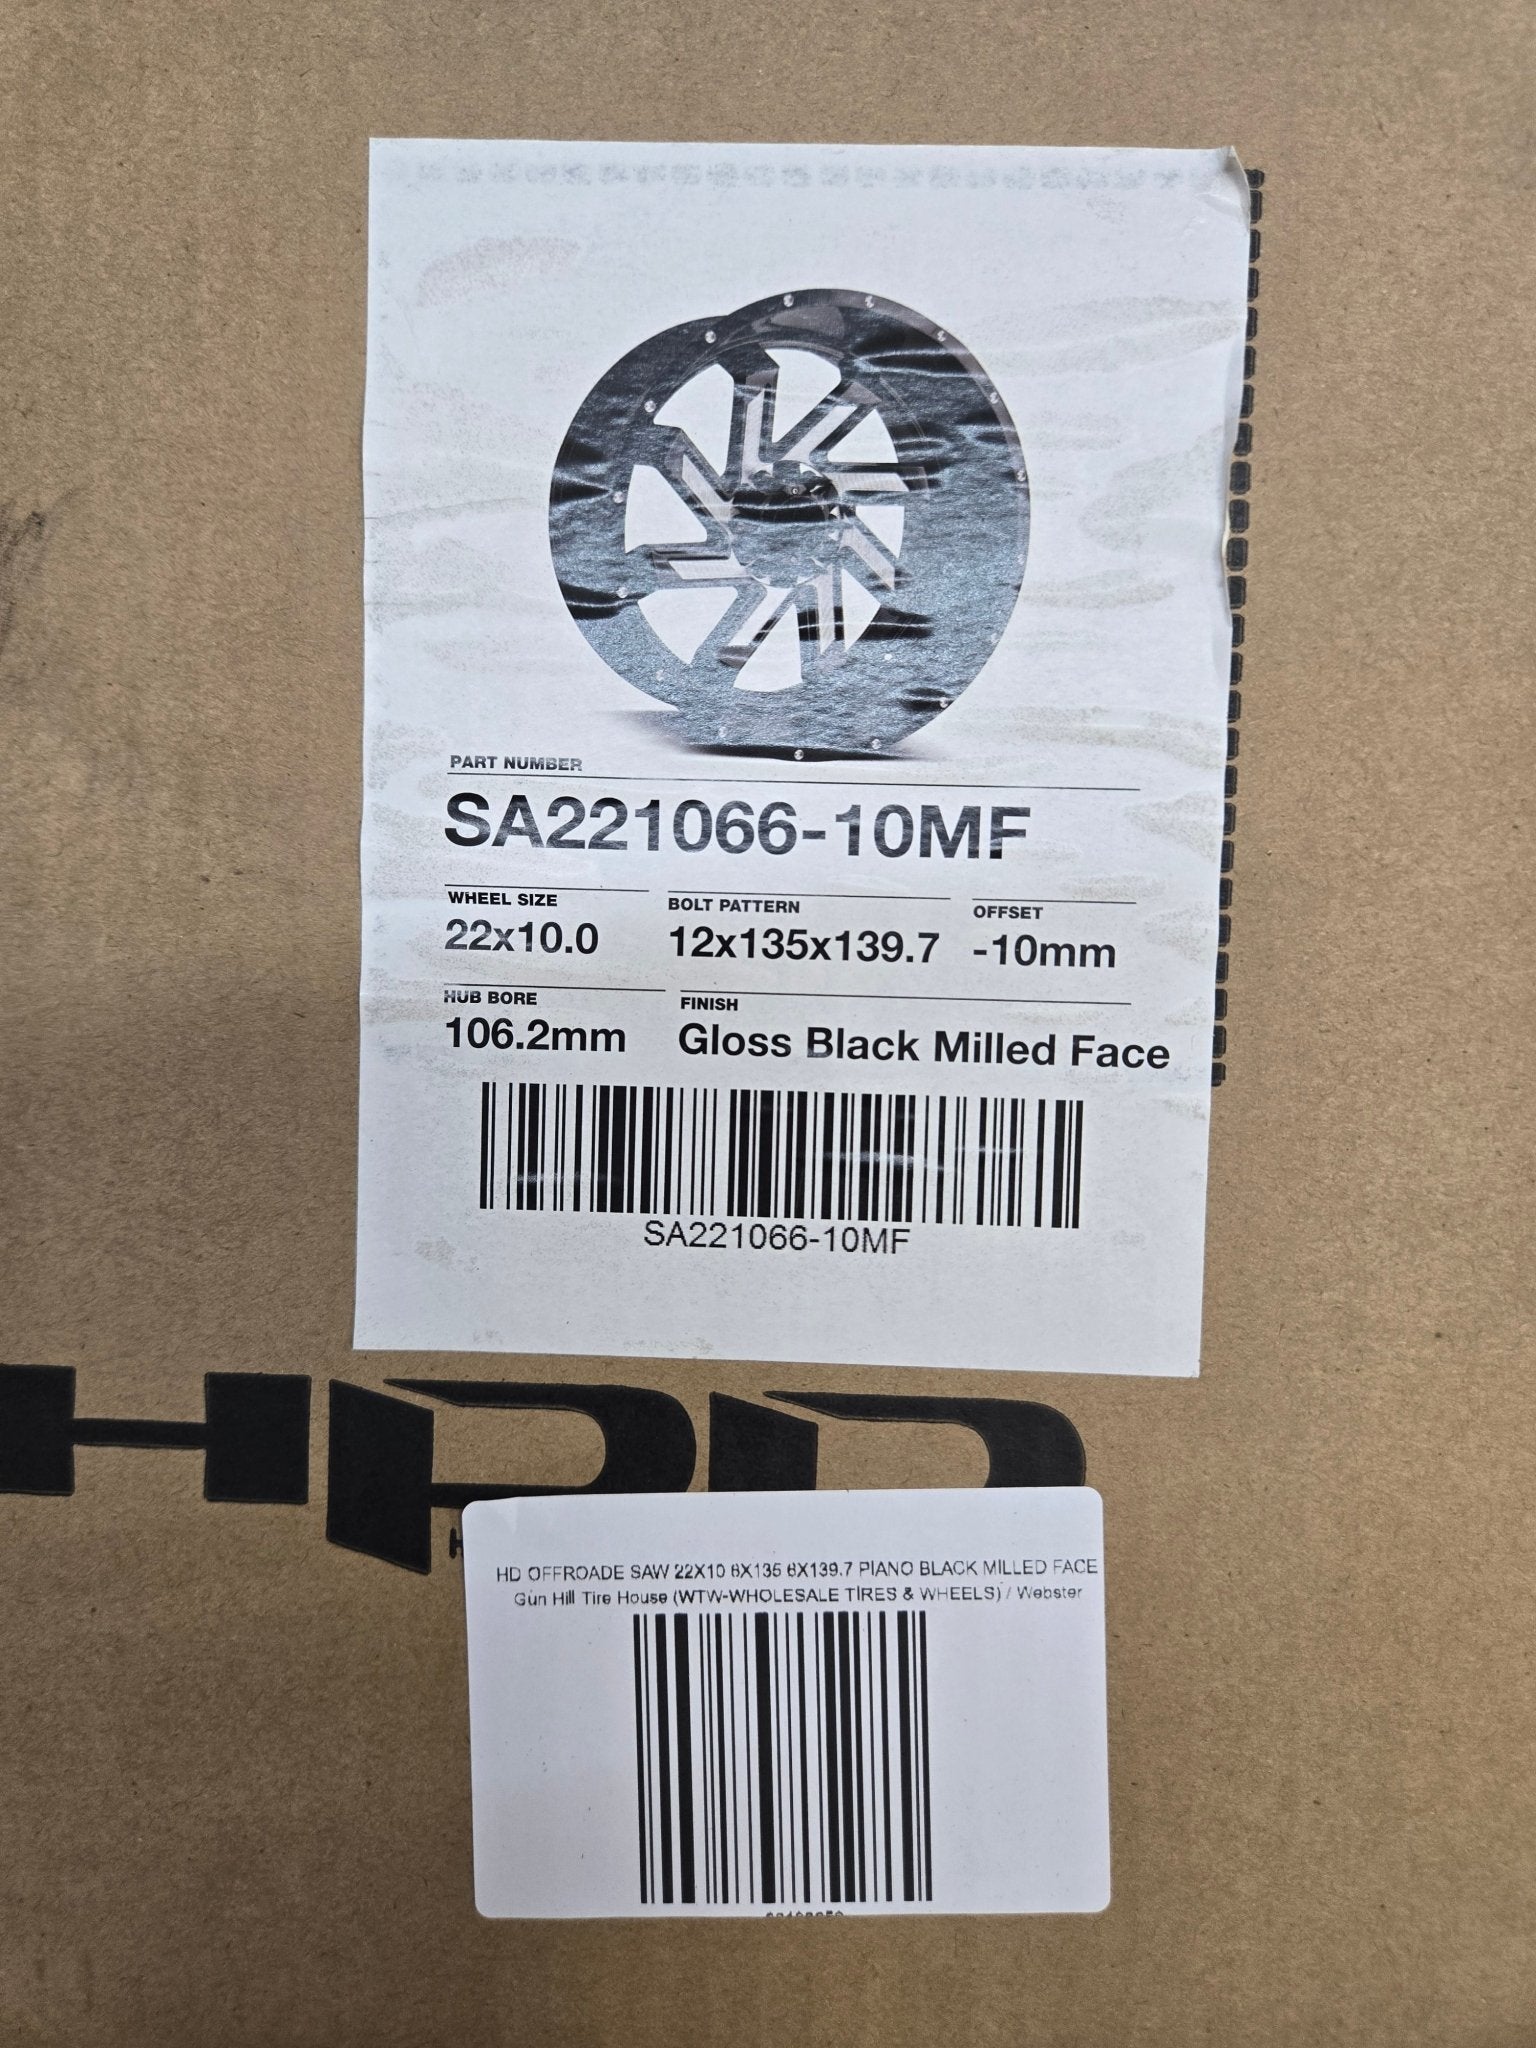 PART NUMBER
SA221066-10MF
WHEEL SIZE
22x10.0
BOLT PATTERN
12x135x139.7
OFFSET
-10mm
HUB BORE
106.2mm
FINISH
Gloss Black Milled Face
SA221066-10MF
HD OFFROADE SAW 22X10 6X135 6X139.7 PIANO BLACK MILLED FACE
Gun Hill Tire House (WTW-WHOLESALE TIRES & WHEELS) / Webster